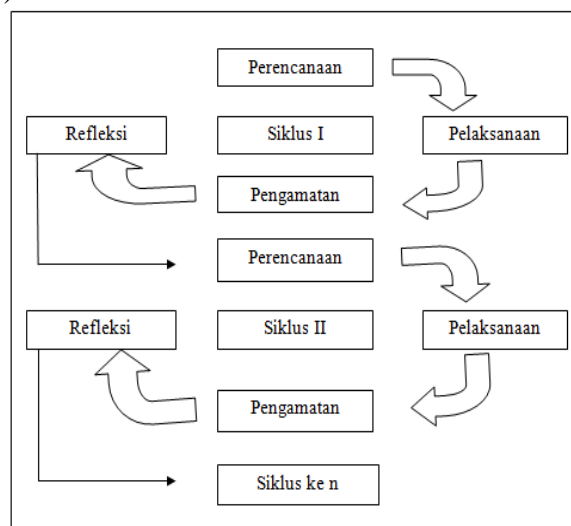 Perencanaan
Refleksi
Siklus I
Pelaksanaan
Pengamatan
Perencanaan
Refleksi
Siklus II
Pelaksanaan
Pengamatan
Siklus ke n